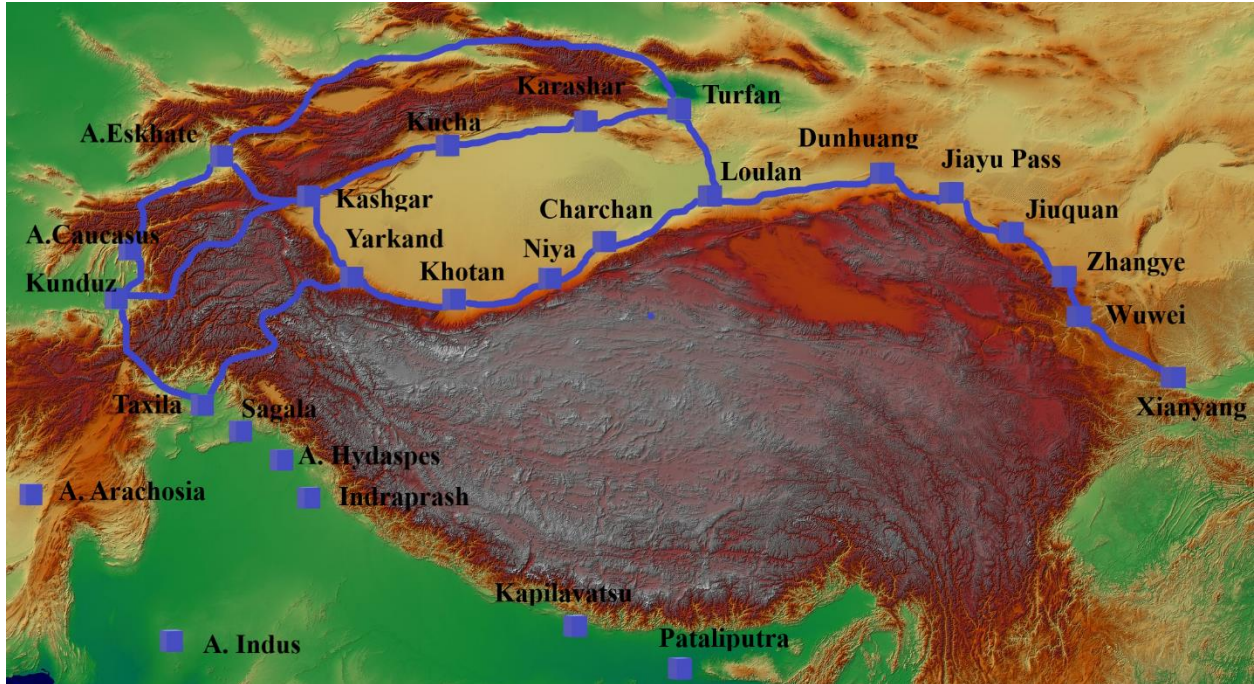 Karashar
Turfan
Kucha
A.Eskhate
Dunhuang
Jiayu Pass
Loulan
Kashgar
Charchan
Jiuquan
A.Caucasus
Yarkand
Niya
Khotan
Zhangye
Kunduz
Wuwei
Taxila
Sagala
Xianyang
A. Hydaspes
A. Arachosia
Indraprash
Kapilavatsu
A. Indus
Pataliputra